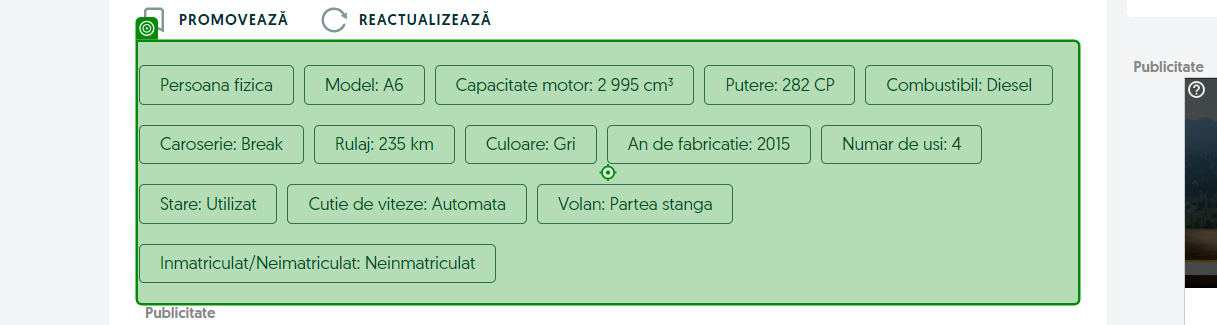 PROMOVEAZĂ REACTUALIZEAZĂ
Persoana fizica Model: A6 Capacitate motor: 2 995 cm³ Putere: 282 CP Combustibil: Diesel
Publicitate
Caroserie: Break Rulaj: 235 km Culoare: Gri An de fabricatie: 2015 Numar de usi: 4
Stare: Utilizat Cutie de viteze: Automata Volan: Partea stanga
Inmatriculat/Neimatriculat: Neinmatriculat
Publicitate